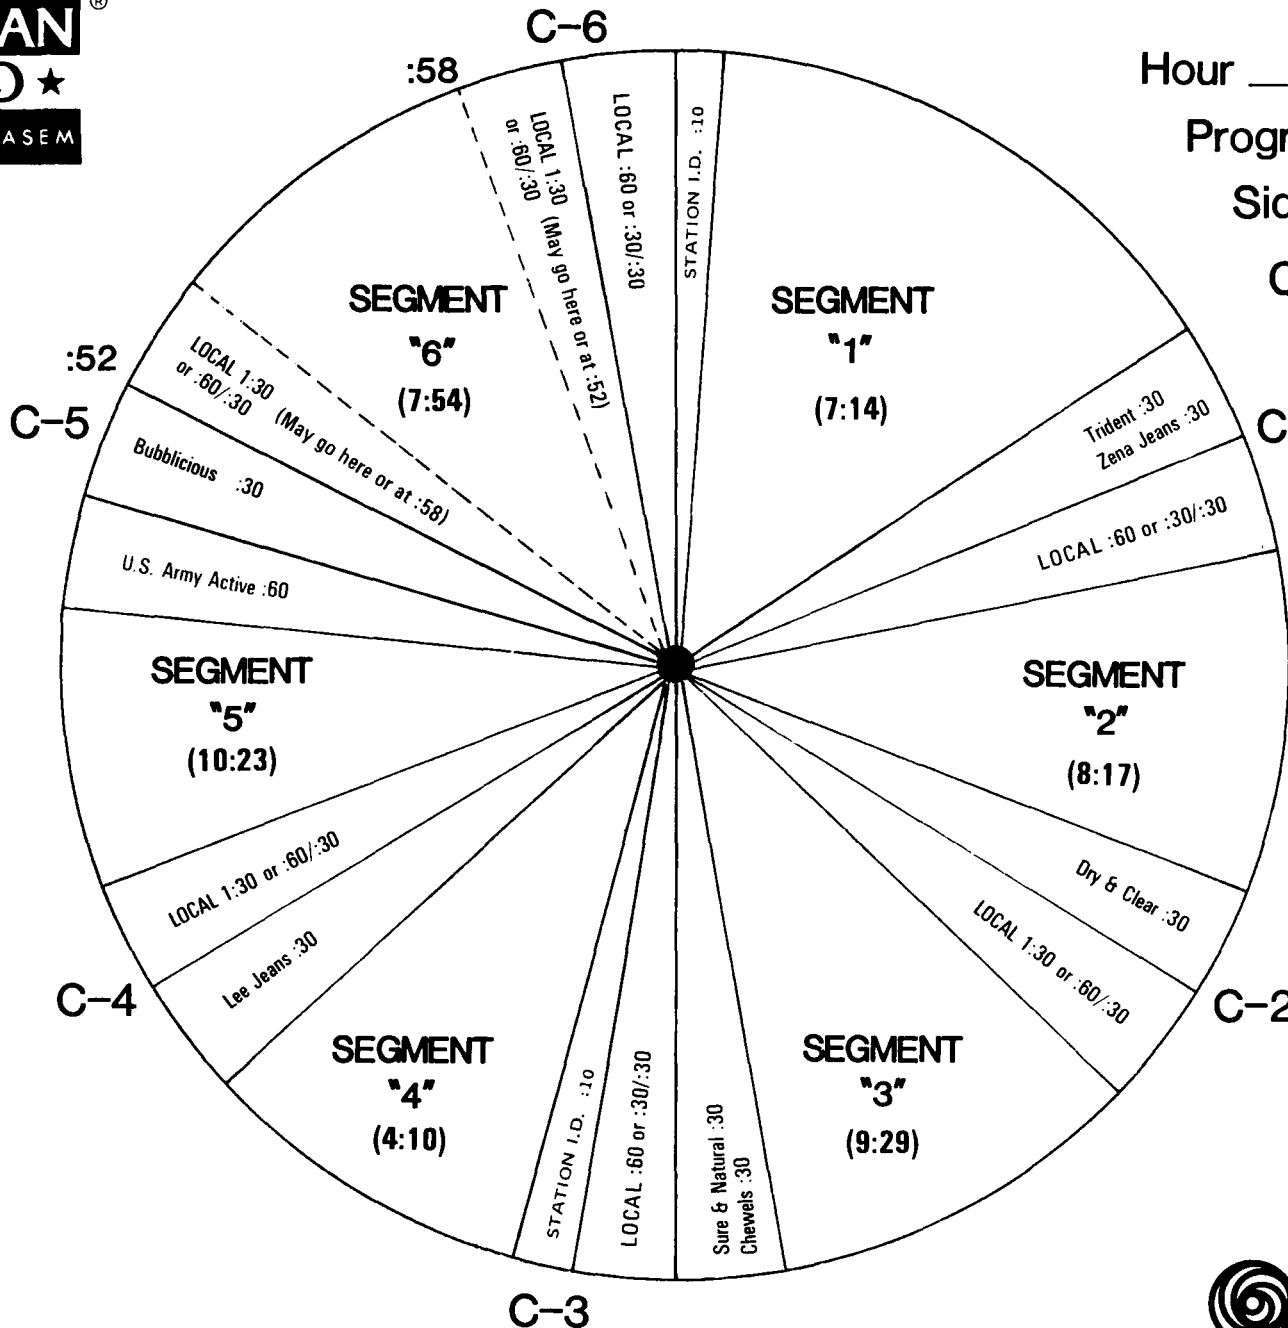 AN
®
ASEM
Hour
C-6
:58
LOCAL 1:30
or :60/:30 (May go here or at :52)
LOCAL :60 or :30/:30
STATION I.D. :10
SEGMENT
"1"
(7:14)
Trident :30
Zena Jeans :30
LOCAL :60 or :30/:30
SEGMENT
"2"
(8:17)
Dry & Clear :30
C-2
LOCAL 1:30 or :60/:30
SEGMENT
"3"
(9:29)
Sure & Natural :30
Chewels :30
C-3
LOCAL :60 or :30/:30
STATION I.D. :10
SEGMENT
"4"
(4:10)
Lee Jeans :30
C-4
LOCAL 1:30 or :60/:30
SEGMENT
"5"
(10:23)
U.S. Army Active :60
Bubblicious :30
C-5
:52
LOCAL 1:30
or :60/:30 (May go here or at :58)
SEGMENT
"6"
(7:54)